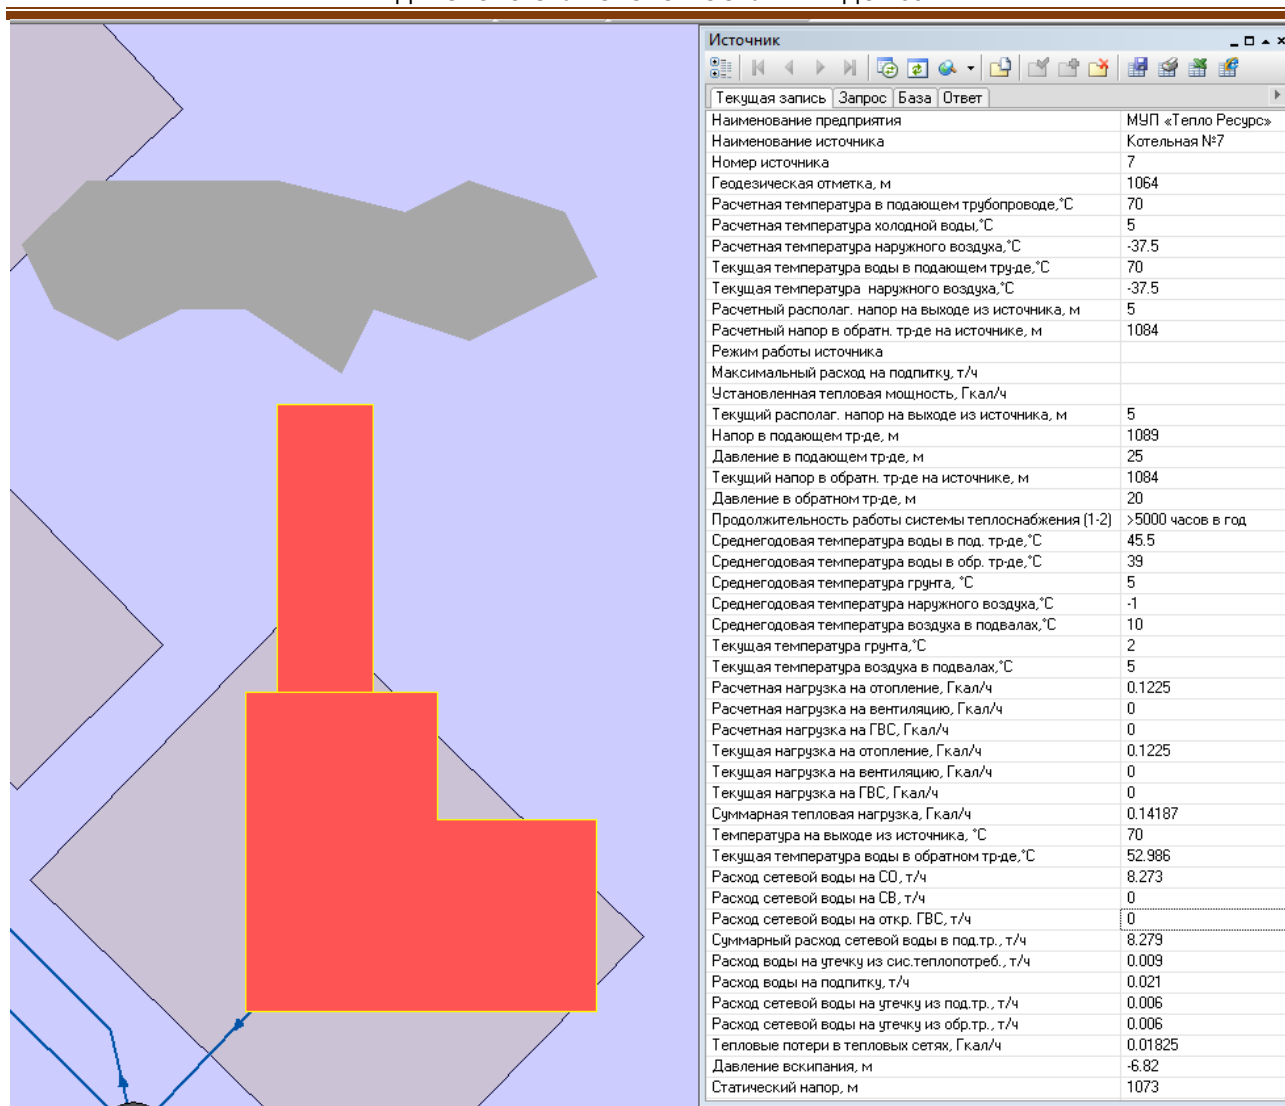 Источник
Текущая запись Запрос База Ответ
Наименование предприятия МУП «Тепло Ресурс»
Наименование источника Котельная №7
Номер источника 7
Геодезическая отметка, м 1064
Расчетная температура в подающем трубопроводе,°C 70
Расчетная температура холодной воды,°C 5
Расчетная температура наружного воздуха,°C -37.5
Текущая температура воды в подающем тру-де,°C 70
Текущая температура наружного воздуха,°C -37.5
Расчетный располаг. напор на выходе из источника, м 5
Расчетный напор в обратн. тр-де на источнике, м 1084
Режим работы источника
Максимальный расход на подпитку, т/ч
Установленная тепловая мощность, Гкал/ч
Текущий располаг. напор на выходе из источника, м 5
Напор в подающем тр-де, м 1089
Давление в подающем тр-де, м 25
Текущий напор в обратн. тр-де на источнике, м 1084
Давление в обратном тр-де, м 20
Продолжительность работы системы теплоснабжения (1-2) >5000 часов в год
Среднегодовая температура воды в под. тр-де,°C 45.5
Среднегодовая температура воды в обр. тр-де,°C 39
Среднегодовая температура грунта, °C 5
Среднегодовая температура наружного воздуха,°C -1
Среднегодовая температура воздуха в подвалах,°C 10
Текущая температура грунта,°C 2
Текущая температура воздуха в подвалах,°C 5
Расчетная нагрузка на отопление, Гкал/ч 0.1225
Расчетная нагрузка на вентиляцию, Гкал/ч 0
Расчетная нагрузка на ГВС, Гкал/ч 0
Текущая нагрузка на отопление, Гкал/ч 0.1225
Текущая нагрузка на вентиляцию, Гкал/ч 0
Текущая нагрузка на ГВС, Гкал/ч 0
Суммарная тепловая нагрузка, Гкал/ч 0.14187
Температура на выходе из источника, °C 70
Текущая температура воды в обратном тр-де,°C 52.986
Расход сетевой воды на СО, т/ч 8.273
Расход сетевой воды на СВ, т/ч 0
Расход сетевой воды на откр. ГВС, т/ч 0
Суммарный расход сетевой воды в под.тр., т/ч 8.279
Расход воды на утечку из сис.теплопотреб., т/ч 0.009
Расход воды на подпитку, т/ч 0.021
Расход сетевой воды на утечку из под.тр., т/ч 0.006
Расход сетевой воды на утечку из обр.тр., т/ч 0.006
Тепловые потери в тепловых сетях, Гкал/ч 0.01825
Давление вскипания, м -6.82
Статический напор, м 1073